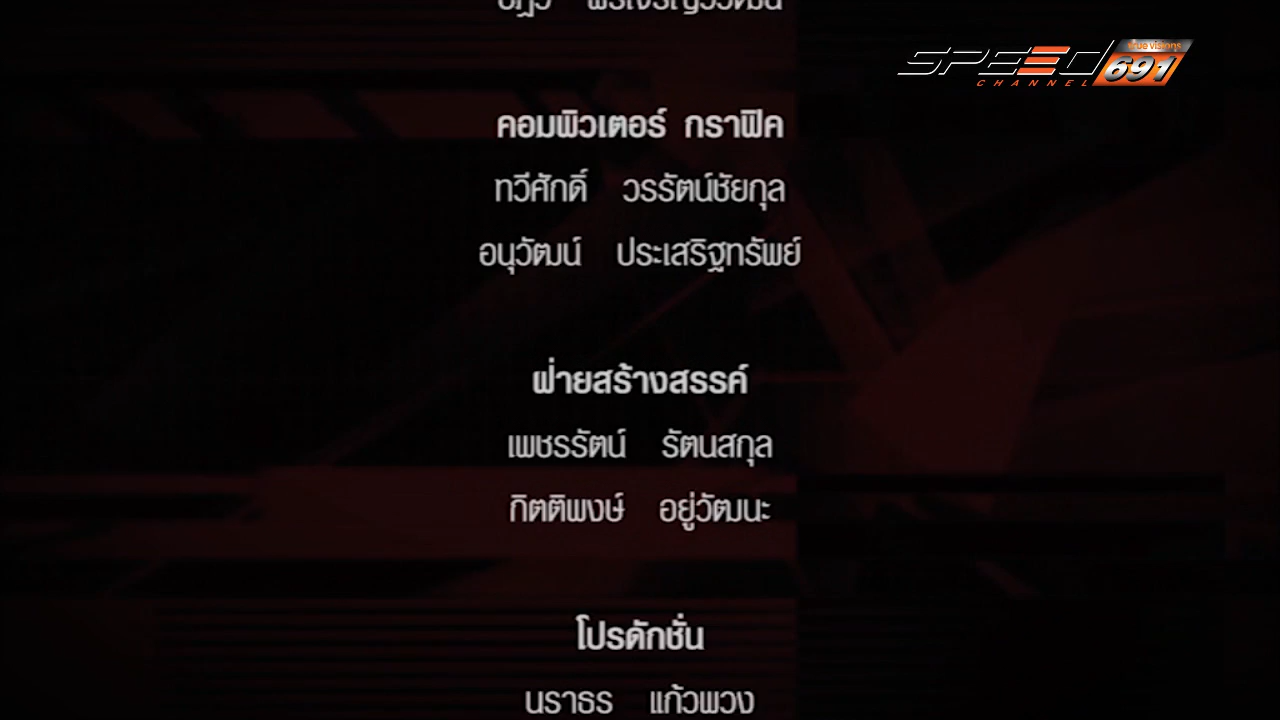 SPEED
true visions
691
CHANNEL
คอมพิวเตอร์ กราฟิค
ทวีศักดิ์ วรรัตน์ชัยกุล
อนุวัฒน์ ประเสริฐทรัพย์
ฝ่ายสร้างสรรค์
เพชรรัตน์ รัตนสกุล
กิตติพงษ์ อยู่วัฒนะ
โปรดักชั่น
นราธร แก้วพวง